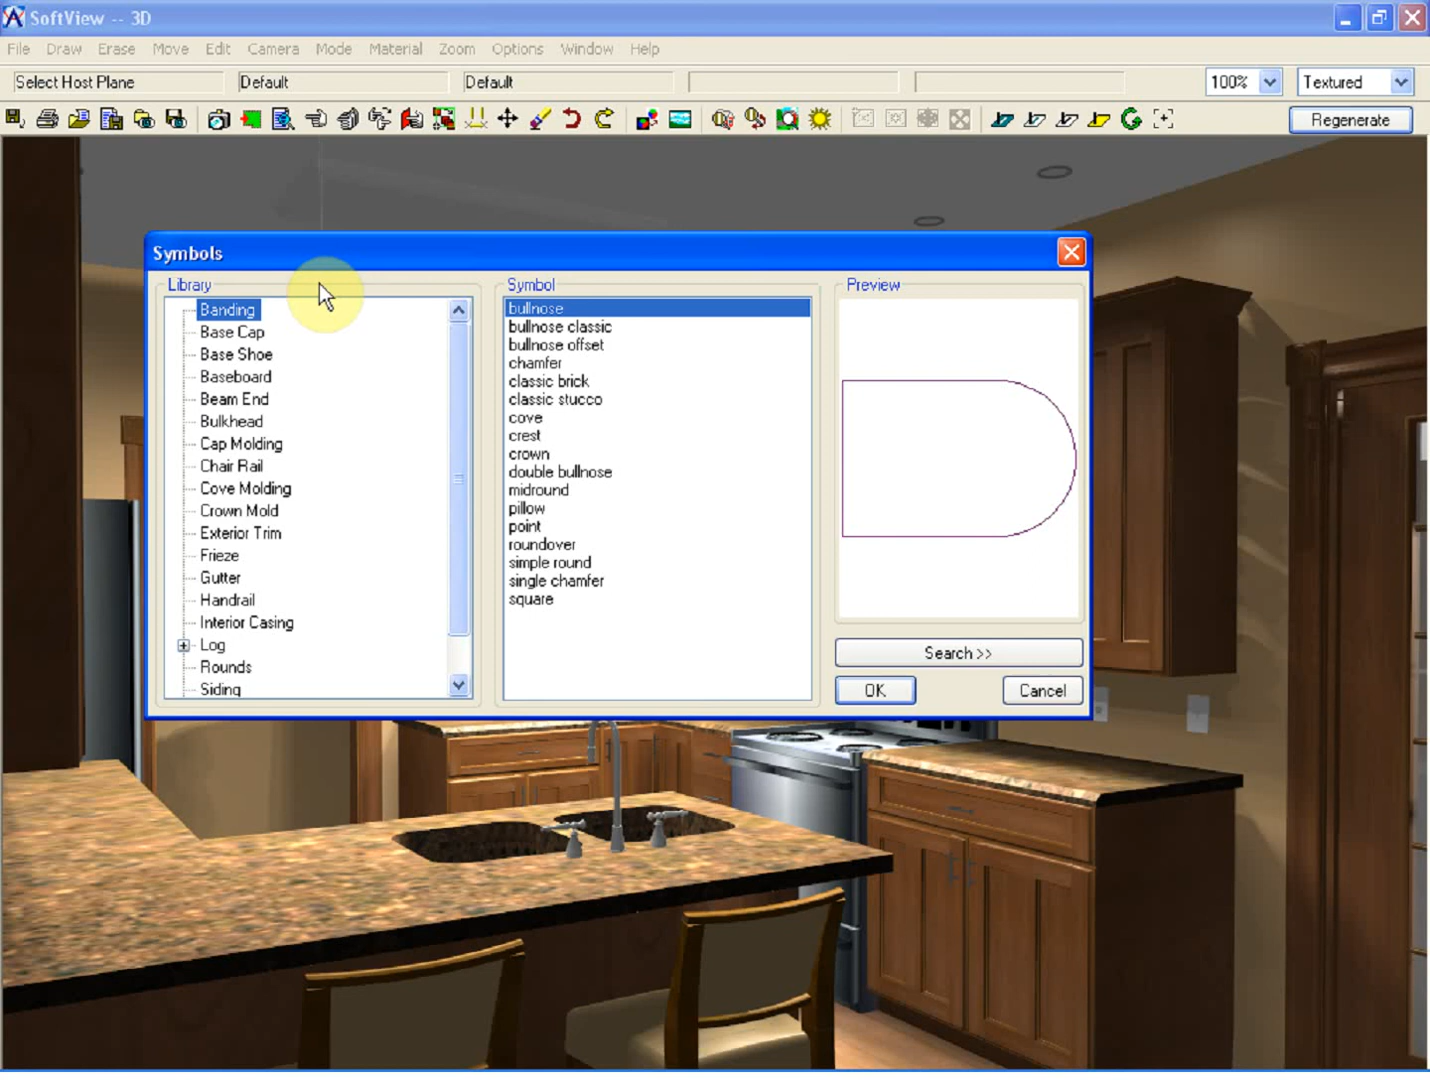 SoftView -- 3D
File Draw Erase Move Edit Camera Mode Material Zoom Options Window Help
Select Host Plane Default Default 100% Textured
Regenerate
Symbols
Library Symbol Preview
Banding
Base Cap
Base Shoe
Baseboard
Beam End
Bulkhead
Cap Molding
Chair Rail
Cove Molding
Crown Mold
Exterior Trim
Frieze
Gutter
Handrail
Interior Casing
Log
Rounds
Siding
bullnose
bullnose classic
bullnose offset
chamfer
classic brick
classic stucco
cove
crest
crown
double bullnose
midround
pillow
point
roundover
simple round
single chamfer
square
Search >>
OK Cancel